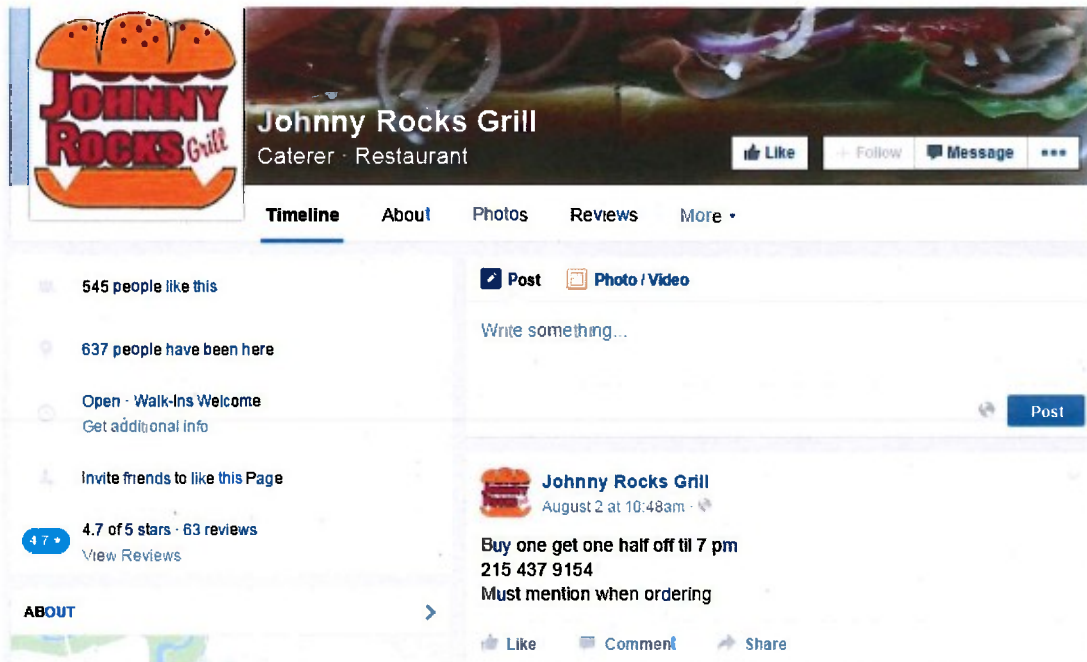 JOHNNY
ROCKS Grill
Johnny Rocks Grill
Caterer · Restaurant
Like
+ Follow
Message
Timeline
About
Photos
Reviews
More
545 people like this
637 people have been here
Open · Walk-Ins Welcome
Get additional info
Invite friends to like this Page
4.7
4.7 of 5 stars · 63 reviews
View Reviews
ABOUT
Post
Photo / Video
Write something...
Post
Johnny Rocks Grill
August 2 at 10:48am ·
Buy one get one half off til 7 pm
215 437 9154
Must mention when ordering
Like
Comment
Share